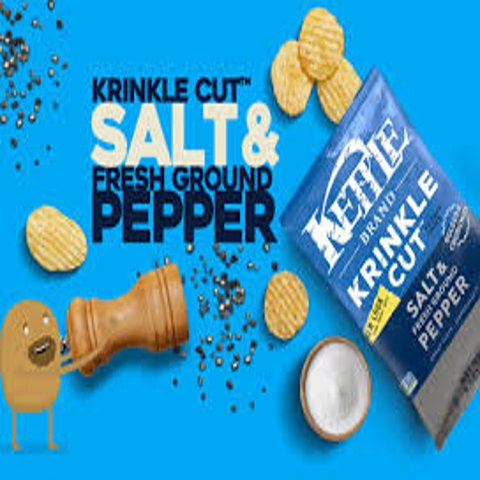 KRINKLE CUT™
SALT &
FRESH GROUND
PEPPER
KETTLE
BRAND
KRINKLE
CUT
SALT &
FRESH GROUND
PEPPER